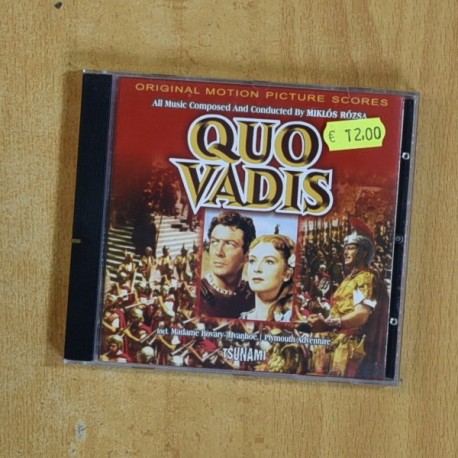 ORIGINAL MOTION PICTURE SCORES
All Music Composed And Conducted By MIKLÓS RÓZSA
€ 12.00
QUO
VADIS
incl. Madame Bovary / Ivanhoe / Plymouth Adventure
TSUNAMI